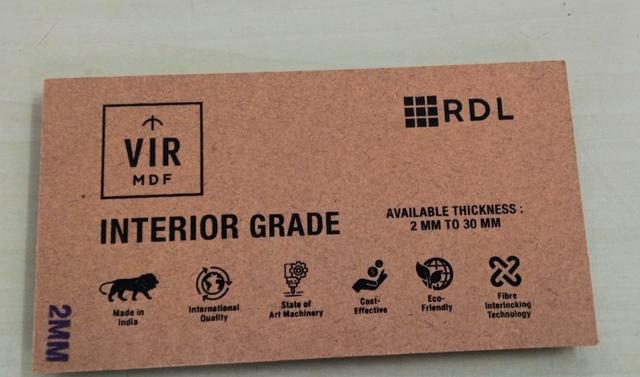 VIR
MDF
RDL
INTERIOR GRADE
AVAILABLE THICKNESS :
2 MM TO 30 MM
Made in
India
International
Quality
State of
Art Machinery
Cost-
Effective
Eco-
Friendly
Fibre
Interlocking
Technology
2MM